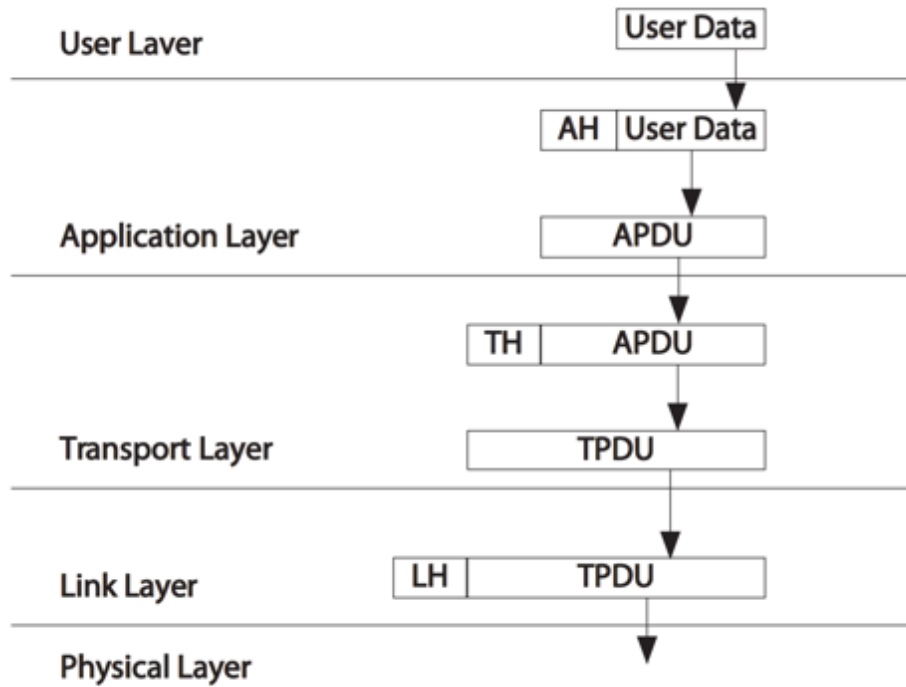 User Data
User Laver
AH User Data
Application Layer
APDU
TH APDU
Transport Layer
TPDU
LH TPDU
Link Layer
Physical Layer